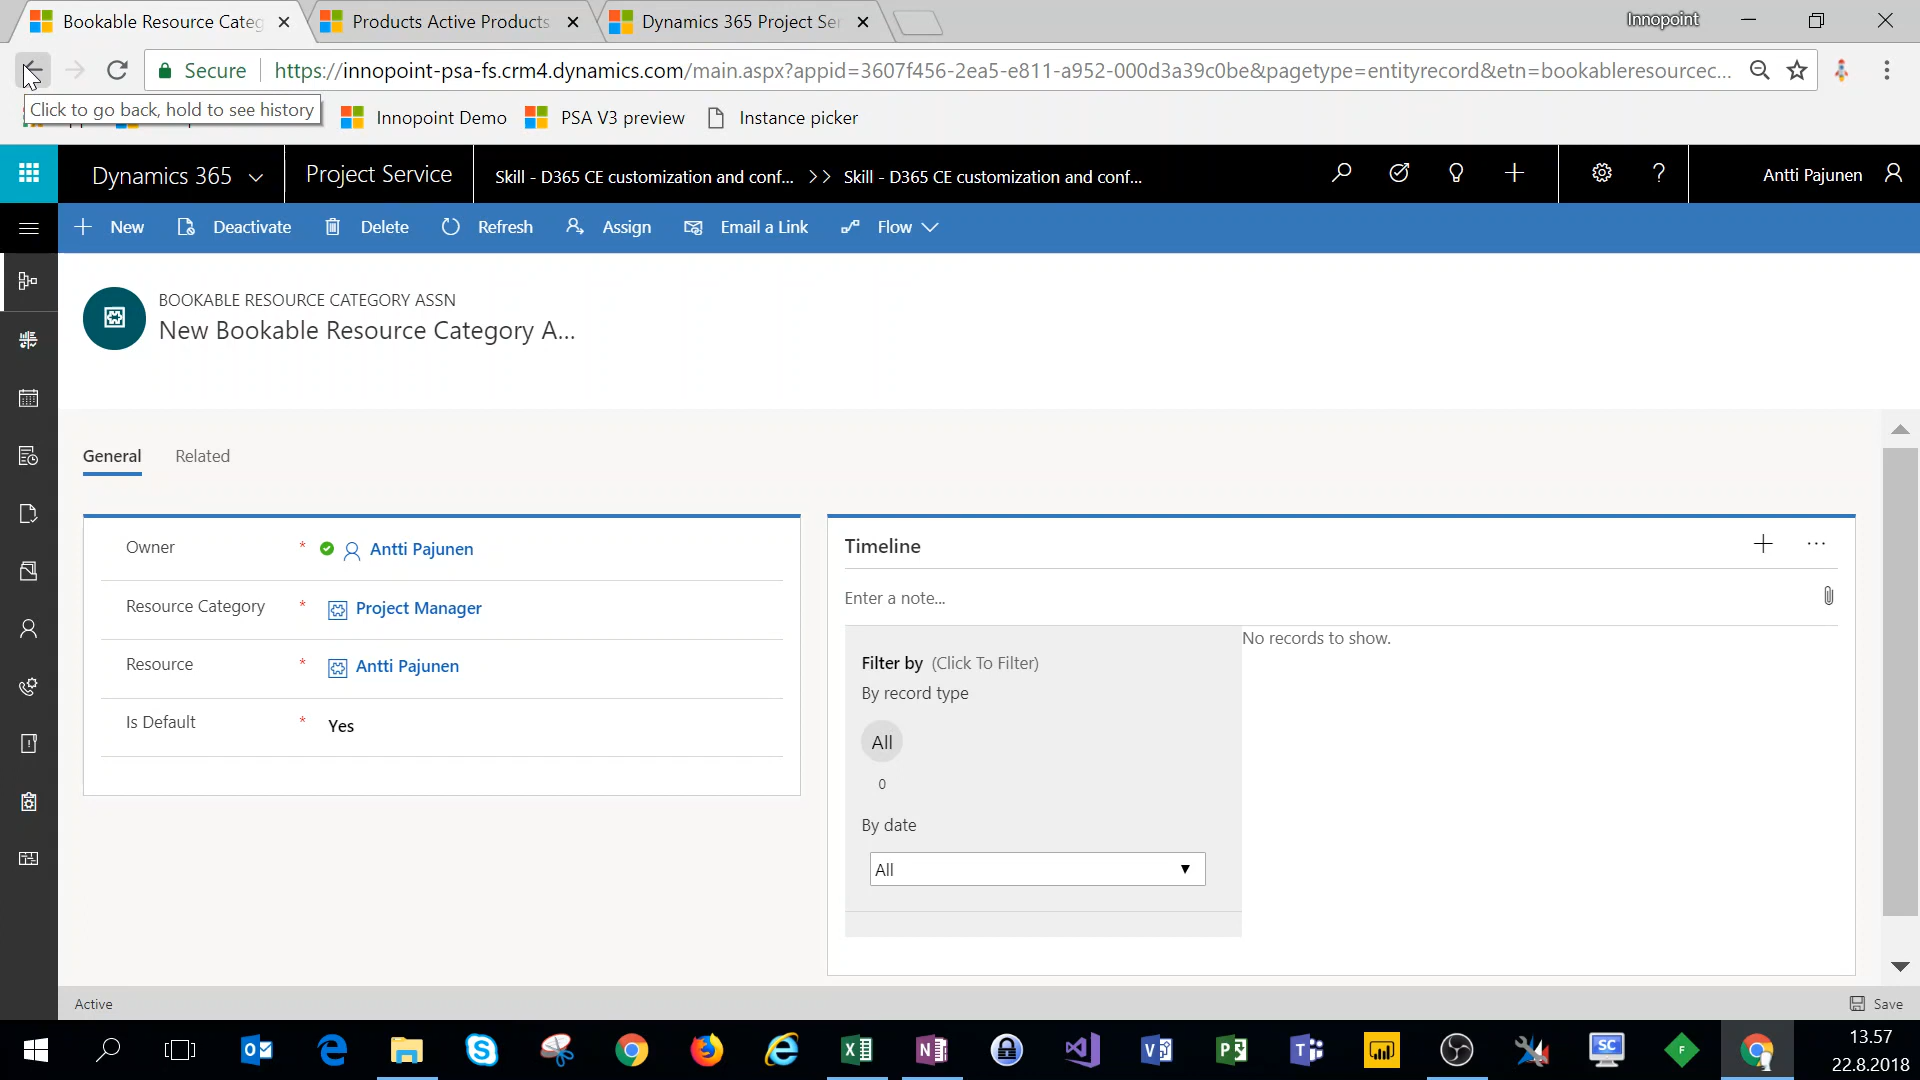 Bookable Resource Categ
Products Active Products
Dynamics 365 Project Ser
Innopoint
Secure
https://innopoint-psa-fs.crm4.dynamics.com/main.aspx?appid=3607f456-2ea5-e811-a952-000d3a39c0be&pagetype=entityrecord&etn=bookableresourcec...
Click to go back, hold to see history
Innopoint Demo
PSA V3 preview
Instance picker
Dynamics 365
Project Service
Skill - D365 CE customization and conf... >> Skill - D365 CE customization and conf...
Antti Pajunen
New
Deactivate
Delete
Refresh
Assign
Email a Link
Flow
BOOKABLE RESOURCE CATEGORY ASSN
New Bookable Resource Category A...
General
Related
Owner * Antti Pajunen
Resource Category * Project Manager
Resource * Antti Pajunen
Is Default * Yes
Timeline
Enter a note...
No records to show.
Filter by (Click To Filter)
By record type
All
0
By date
All
Active
Save
13.57
22.8.2018